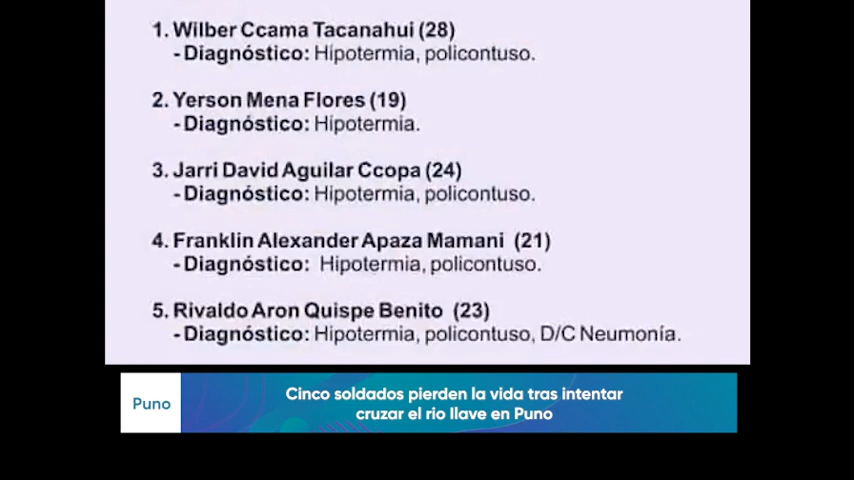 1. Wilber Ccama Tacanahui (28)
- Diagnóstico: Hipotermia, policontuso.
2. Yerson Mena Flores (19)
- Diagnóstico: Hipotermia.
3. Jarri David Aguilar Ccopa (24)
- Diagnóstico: Hipotermia, policontuso.
4. Franklin Alexander Apaza Mamani (21)
- Diagnóstico: Hipotermia, policontuso.
5. Rivaldo Aron Quispe Benito (23)
- Diagnóstico: Hipotermia, policontuso, D/C Neumonía.
Puno
Cinco soldados pierden la vida tras intentar
cruzar el rio llave en Puno